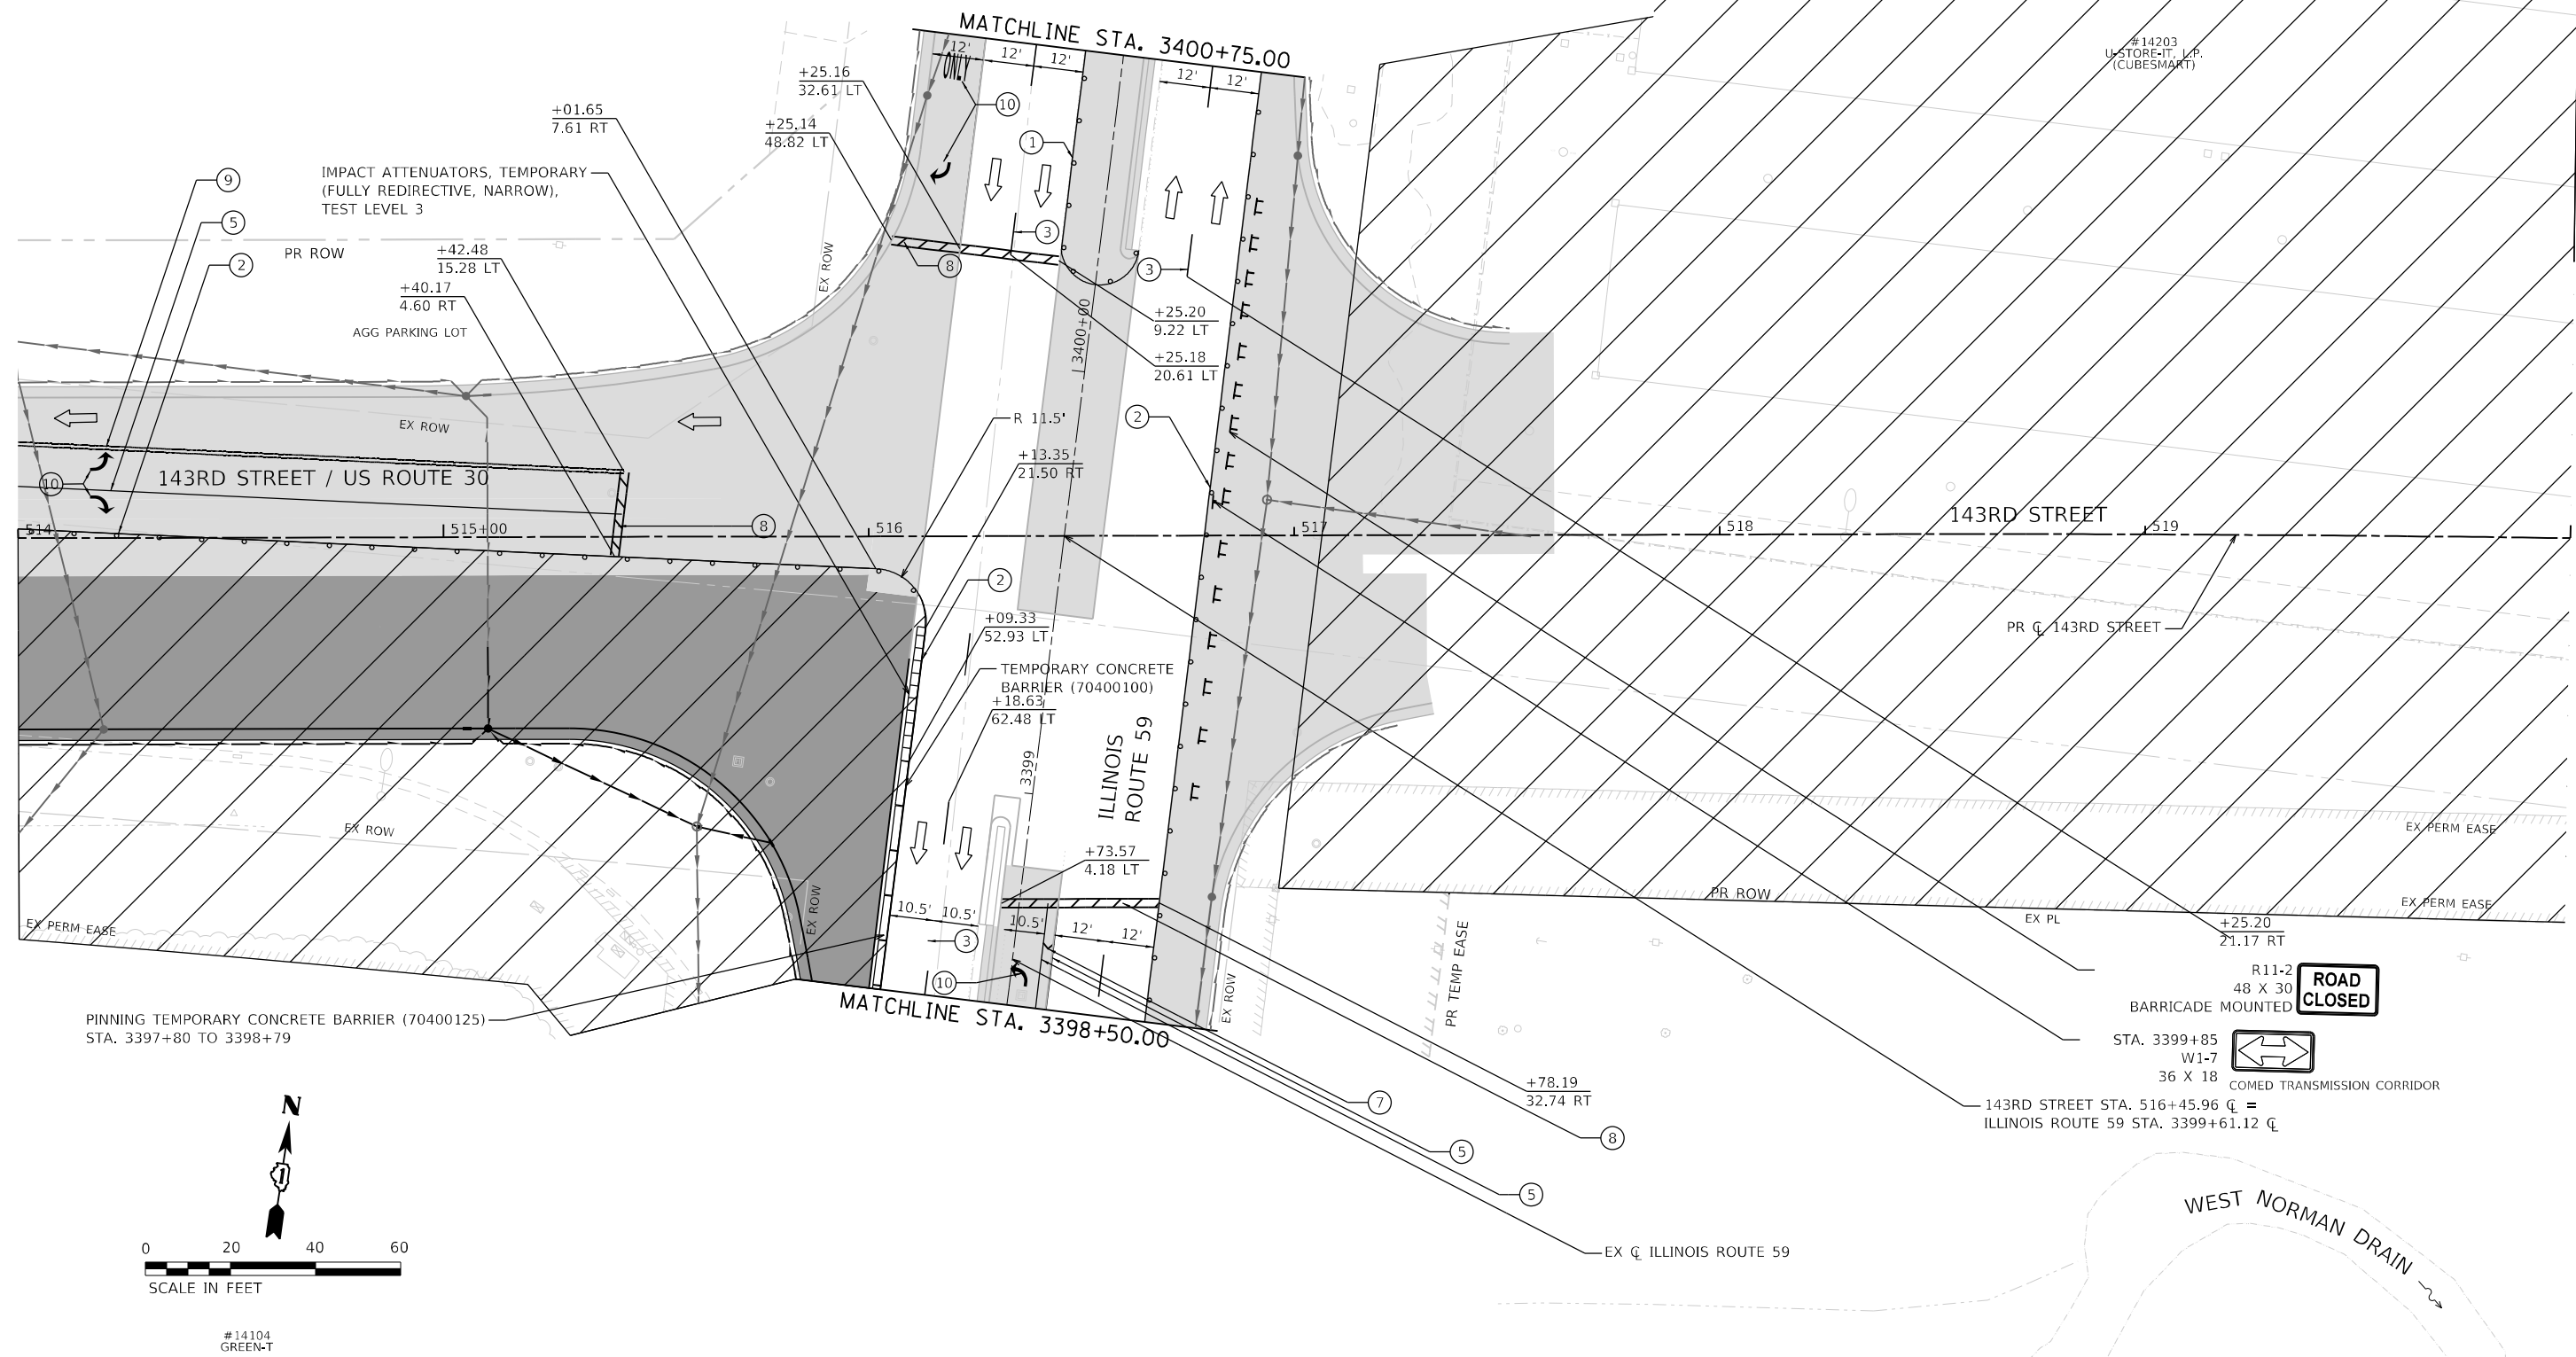 MATCHLINE STA. 3400+75.00
12'
12'
12'
12'
12'
ONLY
#14203
U-STORE-IT, L.P.
(CUBESMART)
+25.16
32.61 LT
10
+01.65
7.61 RT
+25.14
48.82 LT
1
IMPACT ATTENUATORS, TEMPORARY
(FULLY REDIRECTIVE, NARROW),
TEST LEVEL 3
9
5
2
PR ROW
+42.48
15.28 LT
+40.17
4.60 RT
AGG PARKING LOT
EX ROW
8
3
3
+25.20
9.22 LT
3400+00
+25.18
20.61 LT
EX ROW
R 11.5'
2
+13.35
21.50 RT
10
143RD STREET / US ROUTE 30
8
514
515+00
516
517
518
519
143RD STREET
2
+09.33
52.93 LT
PR ℄ 143RD STREET
TEMPORARY CONCRETE
BARRIER (70400100)
+18.63
62.48 LT
ILLINOIS
ROUTE 59
3399
EX ROW
+73.57
4.18 LT
EX ROW
EX PERM EASE
10.5'
10.5'
10.5'
12'
12'
3
10
EX PERM EASE
PR ROW
EX PERM EASE
EX PL
PR TEMP EASE
EX ROW
+25.20
21.17 RT
MATCHLINE STA. 3398+50.00
PINNING TEMPORARY CONCRETE BARRIER (70400125)
STA. 3397+80 TO 3398+79
R11-2
48 X 30
BARRICADE MOUNTED
ROAD
CLOSED
STA. 3399+85
W1-7
36 X 18
COMED TRANSMISSION CORRIDOR
+78.19
32.74 RT
7
8
5
5
143RD STREET STA. 516+45.96 ℄ =
ILLINOIS ROUTE 59 STA. 3399+61.12 ℄
EX ℄ ILLINOIS ROUTE 59
WEST NORMAN DRAIN
N
1
0 20 40 60
SCALE IN FEET
#14104
GREEN-T